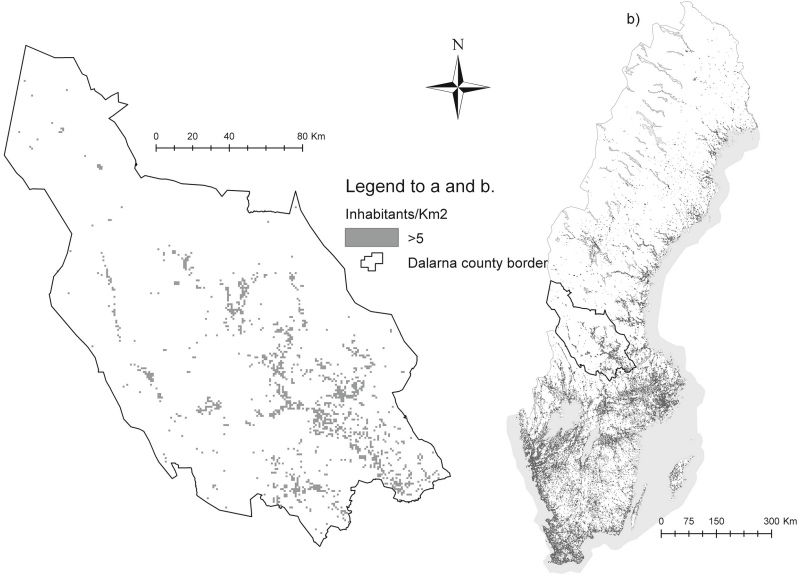 b)
N
0 20 40 80 Km
Legend to a and b.
Inhabitants/Km2
>5
Dalarna county border
0 75 150 300 Km